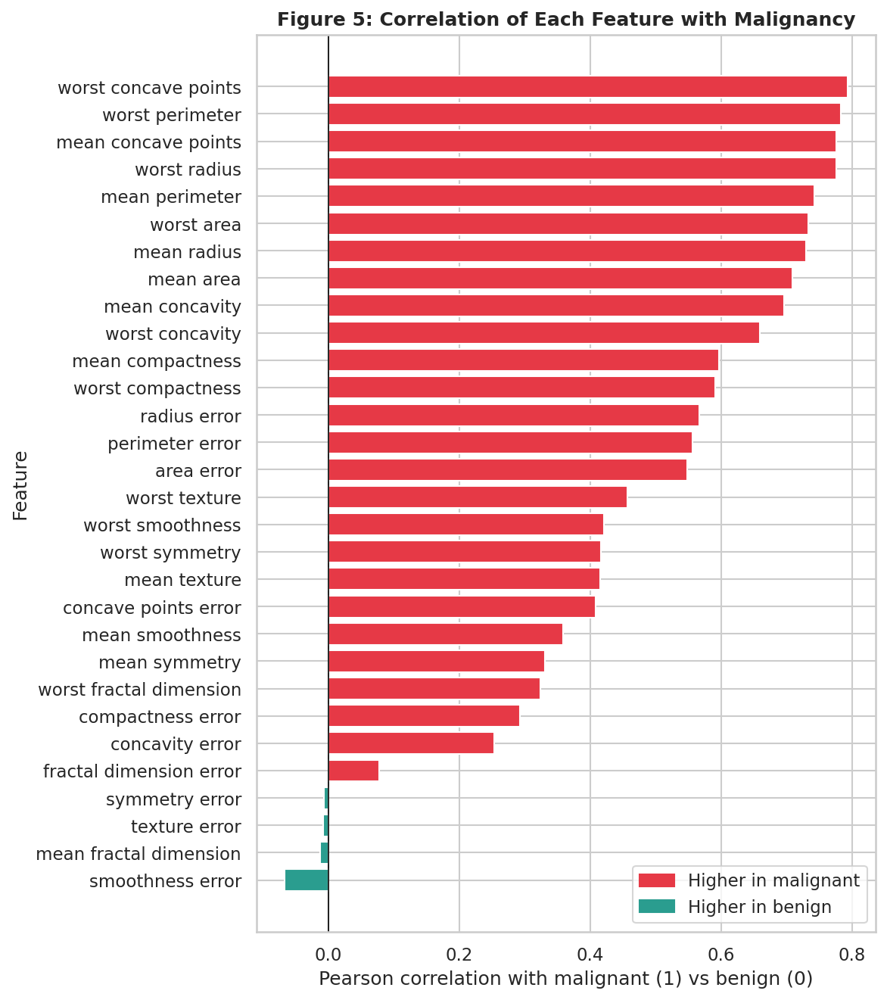 Figure 5: Correlation of Each Feature with Malignancy
Feature
worst concave points
worst perimeter
mean concave points
worst radius
mean perimeter
worst area
mean radius
mean area
mean concavity
worst concavity
mean compactness
worst compactness
radius error
perimeter error
area error
worst texture
worst smoothness
worst symmetry
mean texture
concave points error
mean smoothness
mean symmetry
worst fractal dimension
compactness error
concavity error
fractal dimension error
symmetry error
texture error
mean fractal dimension
smoothness error
Higher in malignant
Higher in benign
0.0 0.2 0.4 0.6 0.8
Pearson correlation with malignant (1) vs benign (0)